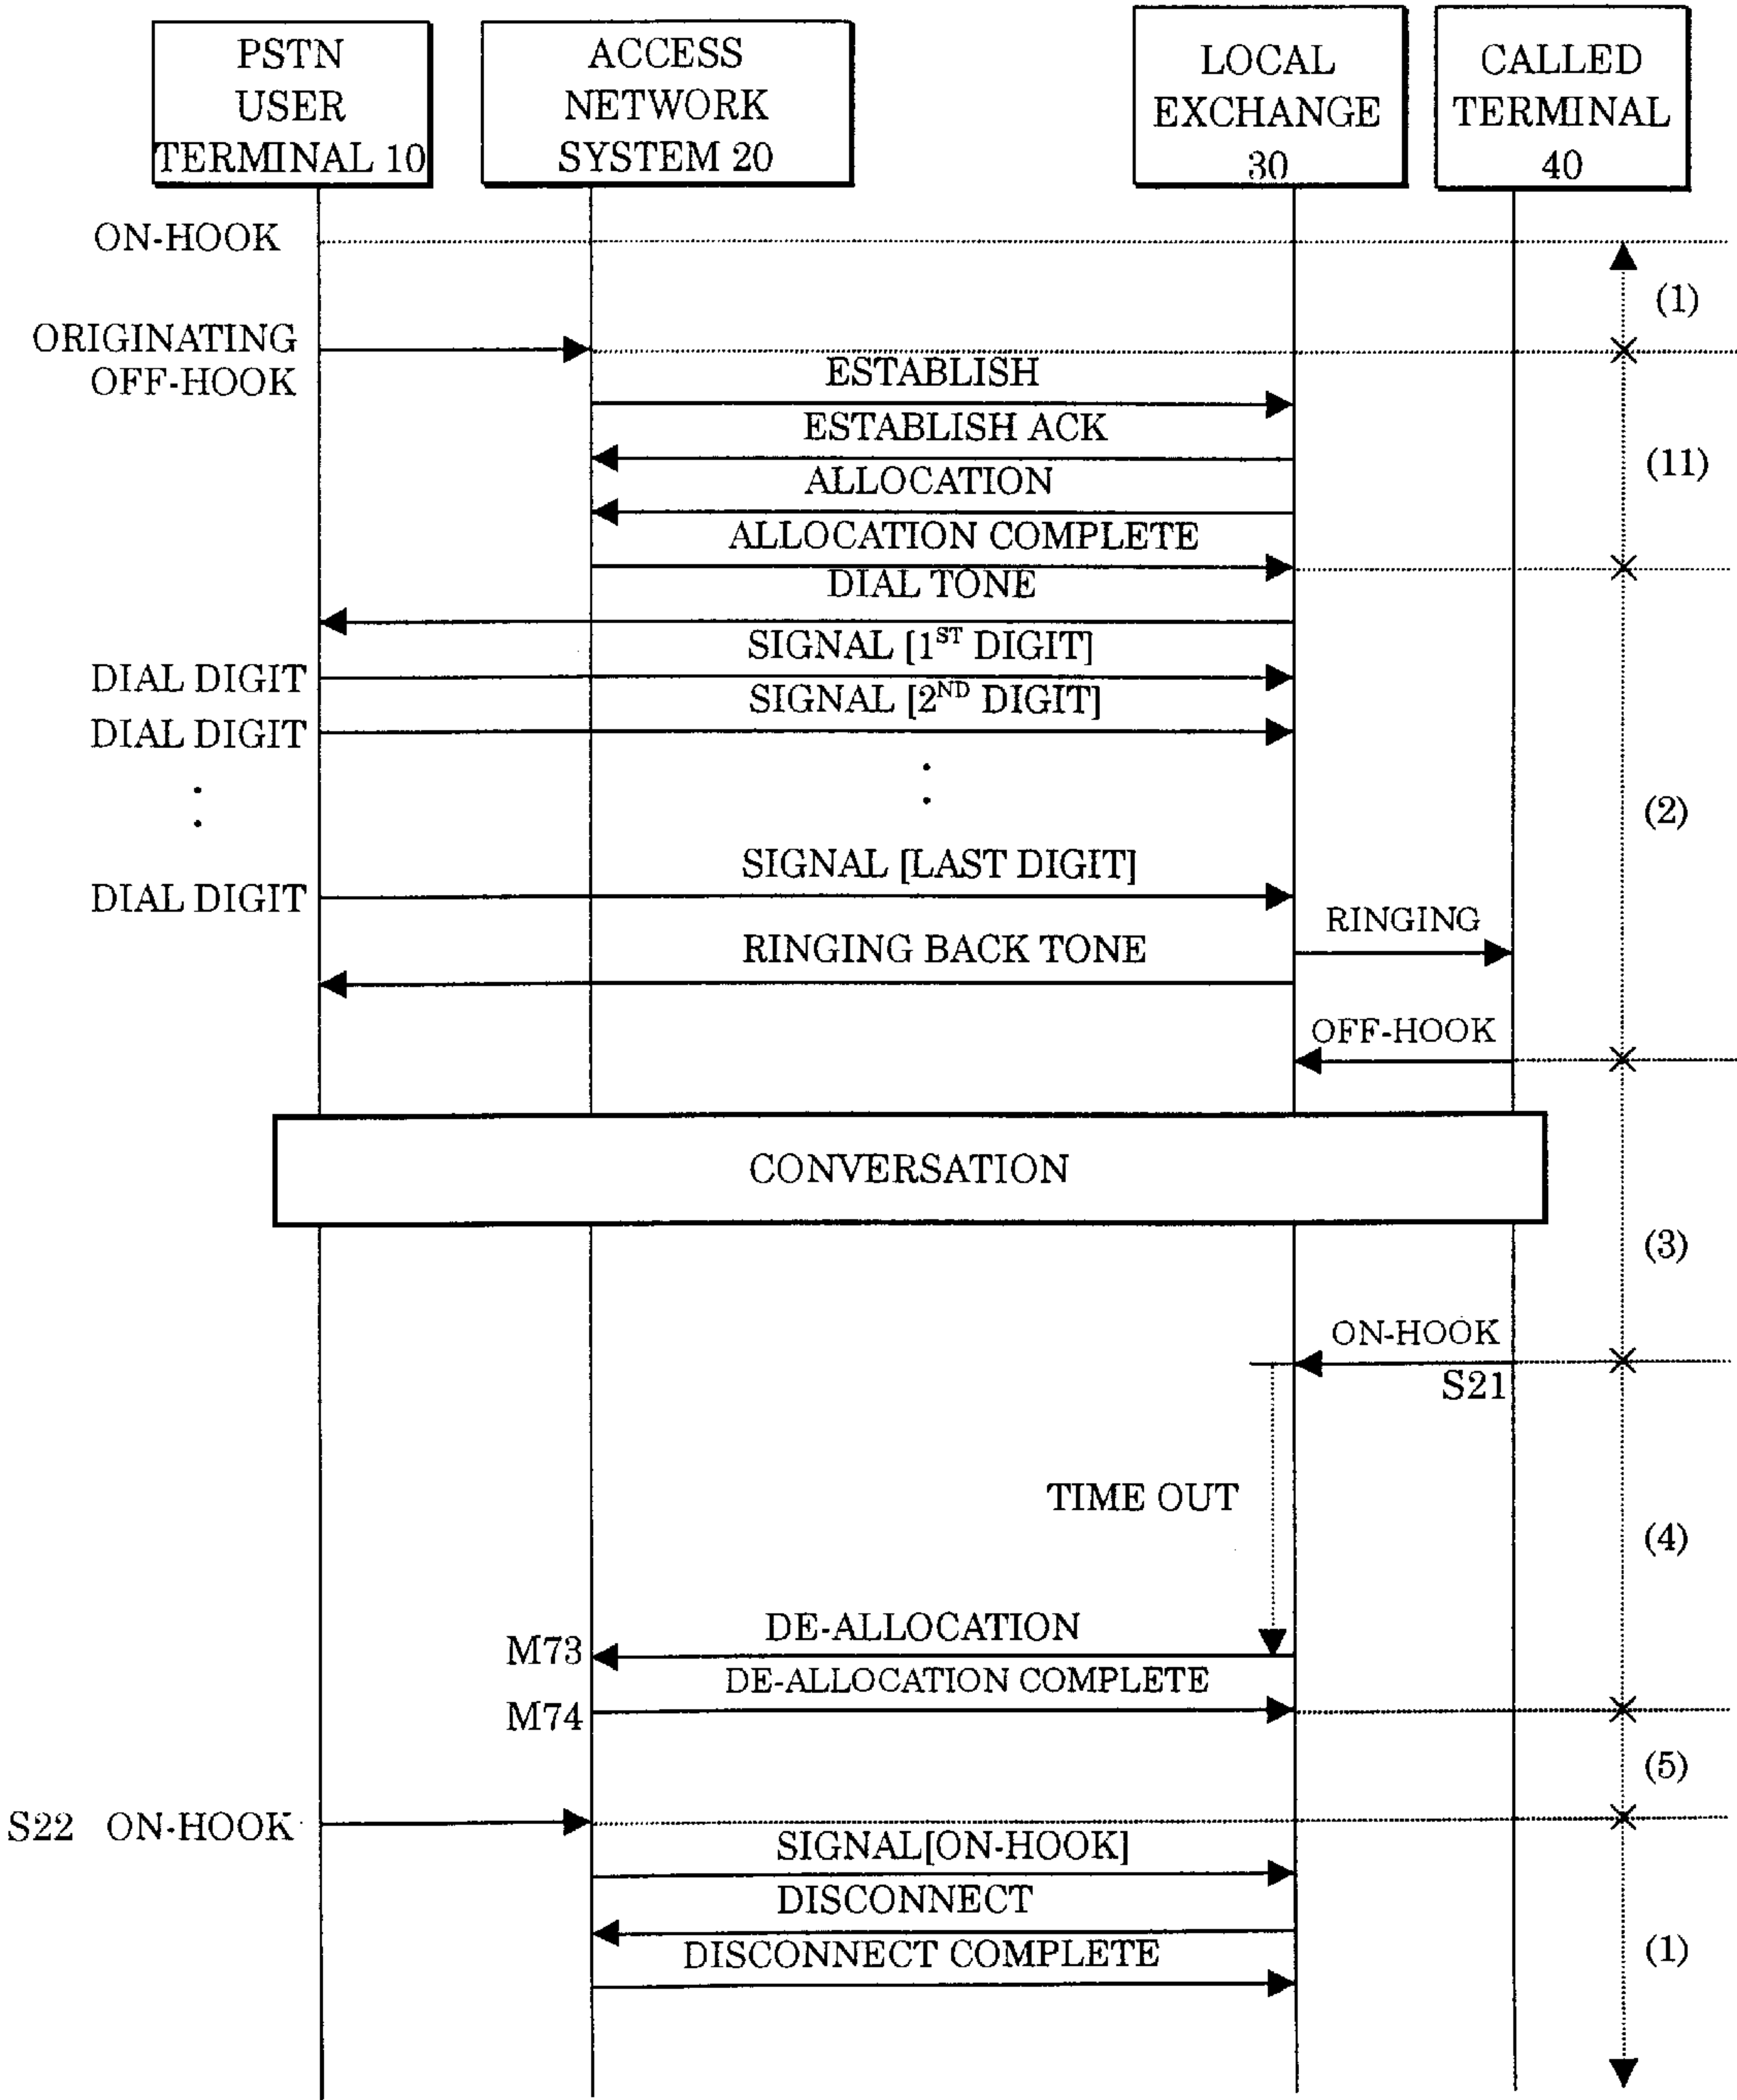 PSTN
USER
TERMINAL 10
ACCESS
NETWORK
SYSTEM 20
LOCAL
EXCHANGE
30
CALLED
TERMINAL
40
ON-HOOK
(1)
ORIGINATING
OFF-HOOK
ESTABLISH
ESTABLISH ACK
(11)
ALLOCATION
ALLOCATION COMPLETE
DIAL TONE
SIGNAL [1ST DIGIT]
DIAL DIGIT
SIGNAL [2ND DIGIT]
DIAL DIGIT
(2)
SIGNAL [LAST DIGIT]
DIAL DIGIT
RINGING
RINGING BACK TONE
OFF-HOOK
CONVERSATION
(3)
ON-HOOK
S21
TIME OUT
(4)
DE-ALLOCATION
M73
DE-ALLOCATION COMPLETE
M74
(5)
S22 ON-HOOK
SIGNAL[ON-HOOK]
DISCONNECT
DISCONNECT COMPLETE
(1)